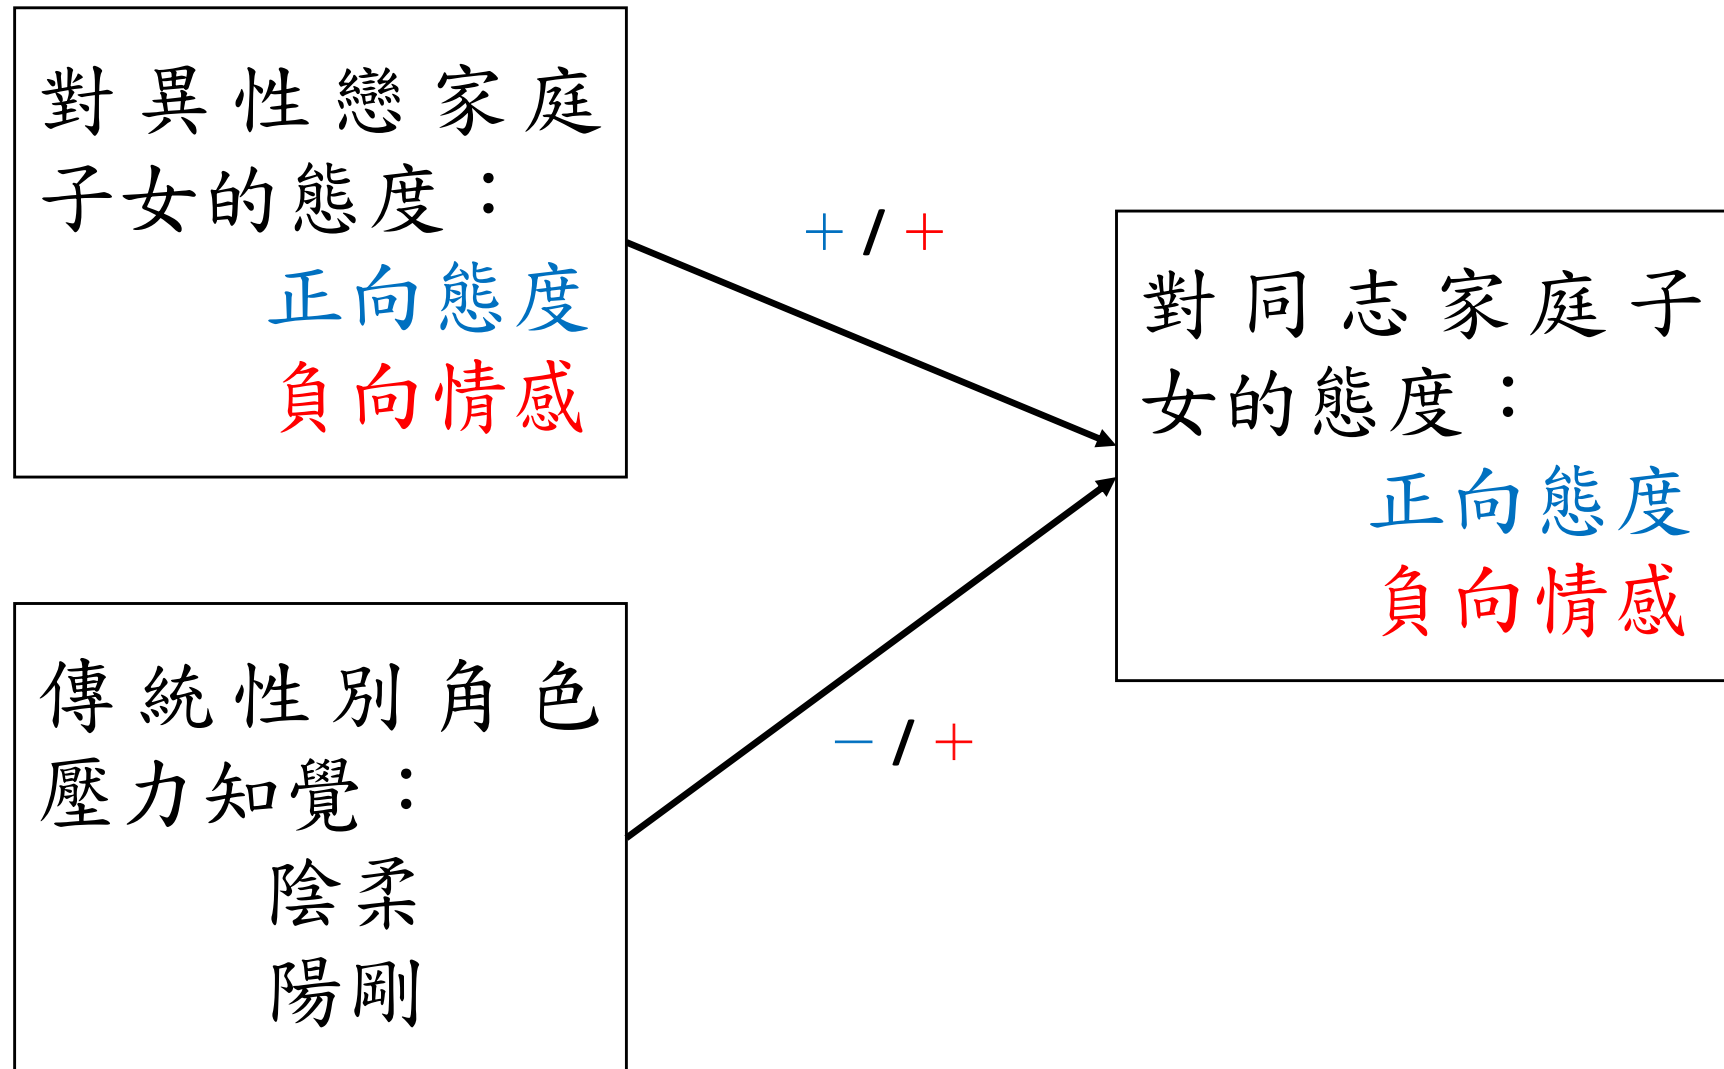 對異性戀家庭
子女的態度：
正向態度
負向情感
＋/＋
對同志家庭子
女的態度：
正向態度
負向情感
傳統性別角色
壓力知覺：
陰柔
陽剛
－/＋